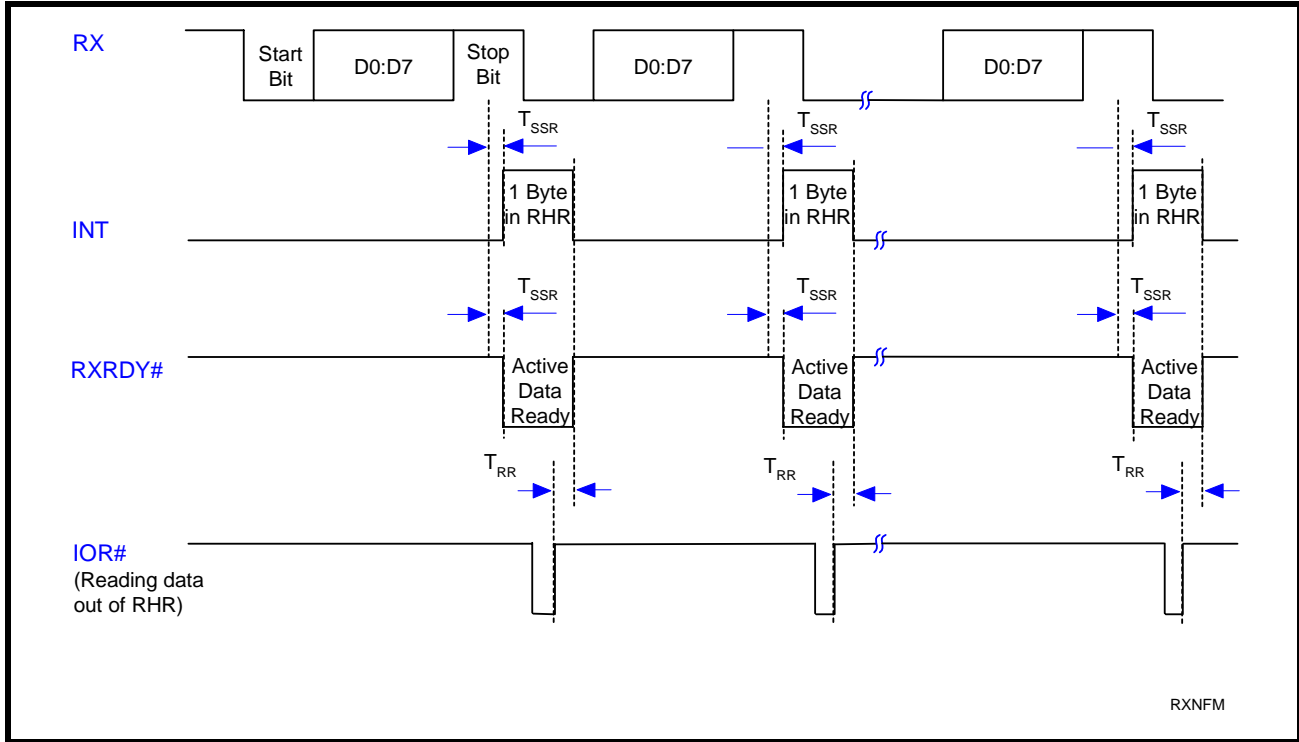 RX
Start
Bit
D0:D7
Stop
Bit
D0:D7
D0:D7
TSSR
TSSR
TSSR
INT
1 Byte
in RHR
1 Byte
in RHR
1 Byte
in RHR
TSSR
TSSR
TSSR
RXRDY#
Active
Data
Ready
Active
Data
Ready
Active
Data
Ready
TRR
TRR
TRR
IOR#
(Reading data
out of RHR)
RXNFM